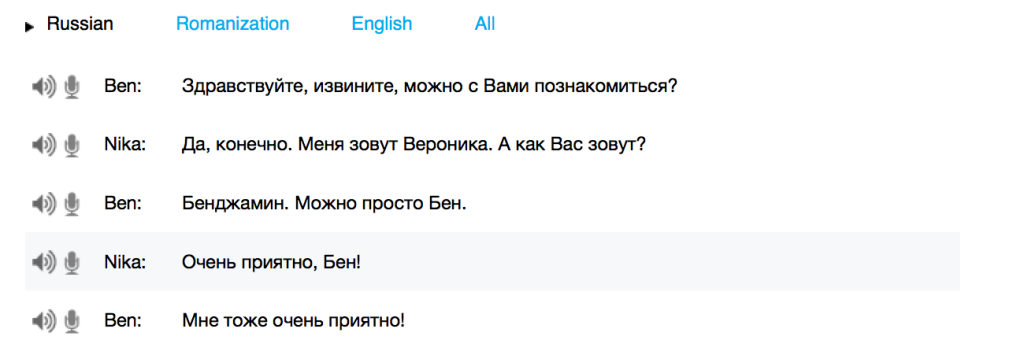 Russian Romanization English All
Ben: Здравствуйте, извините, можно с Вами познакомиться?
Nika: Да, конечно. Меня зовут Вероника. А как Вас зовут?
Ben: Бенджамин. Можно просто Бен.
Nika: Очень приятно, Бен!
Ben: Мне тоже очень приятно!